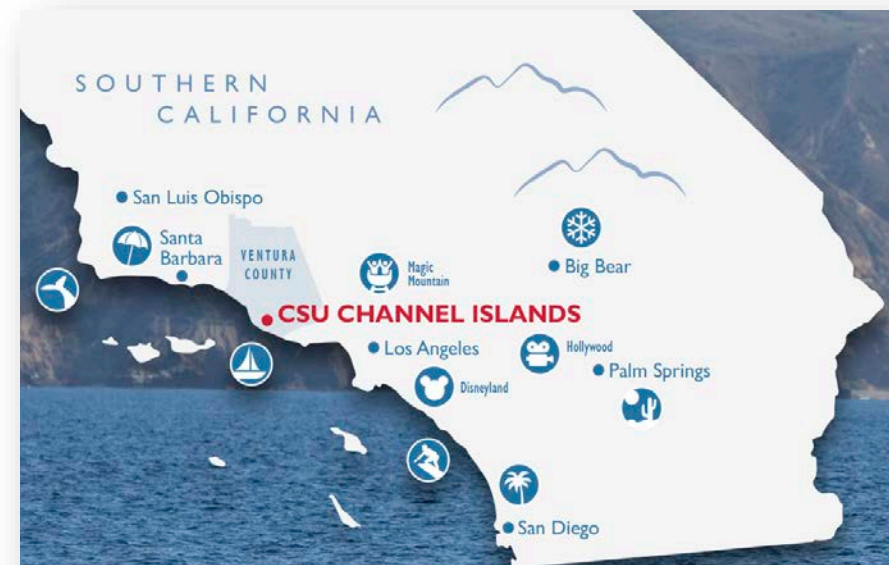 SOUTHERN
CALIFORNIA
San Luis Obispo
Santa
Barbara
VENTURA
COUNTY
Magic
Mountain
Big Bear
CSU CHANNEL ISLANDS
Los Angeles
Hollywood
Disneyland
Palm Springs
San Diego